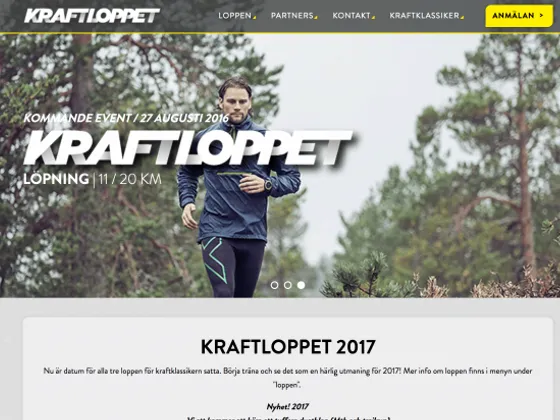 KRAFTLOPPET
LOPPEN PARTNERS KONTAKT KRAFTKLASSIKER ANMÄLAN >
KOMMANDE EVENT / 27 AUGUSTI 2016
KRAFTLOPPET
LÖPNING | 11 / 20 KM
KRAFTLOPPET 2017
Nu är datum för alla tre loppen för kraftklassikern satta. Börja träna och se det som en härlig utmaning för 2017! Mer info om loppen finns i menyn under
"loppen".
Nyhet! 2017